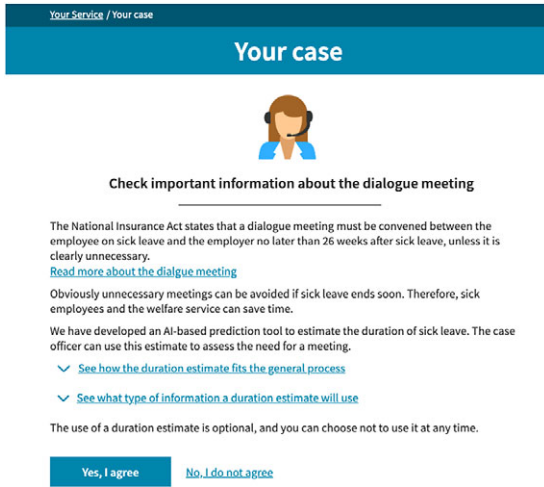 Your Service / Your case
Your case
Check important information about the dialogue meeting
The National Insurance Act states that a dialogue meeting must be convened between the
employee on sick leave and the employer no later than 26 weeks after sick leave, unless it is
clearly unnecessary.
Read more about the dialgue meeting
Obviously unnecessary meetings can be avoided if sick leave ends soon. Therefore, sick
employees and the welfare service can save time.
We have developed an AI-based prediction tool to estimate the duration of sick leave. The case
officer can use this estimate to assess the need for a meeting.
See how the duration estimate fits the general process
See what type of information a duration estimate will use
The use of a duration estimate is optional, and you can choose not to use it at any time.
Yes, I agree No, I do not agree